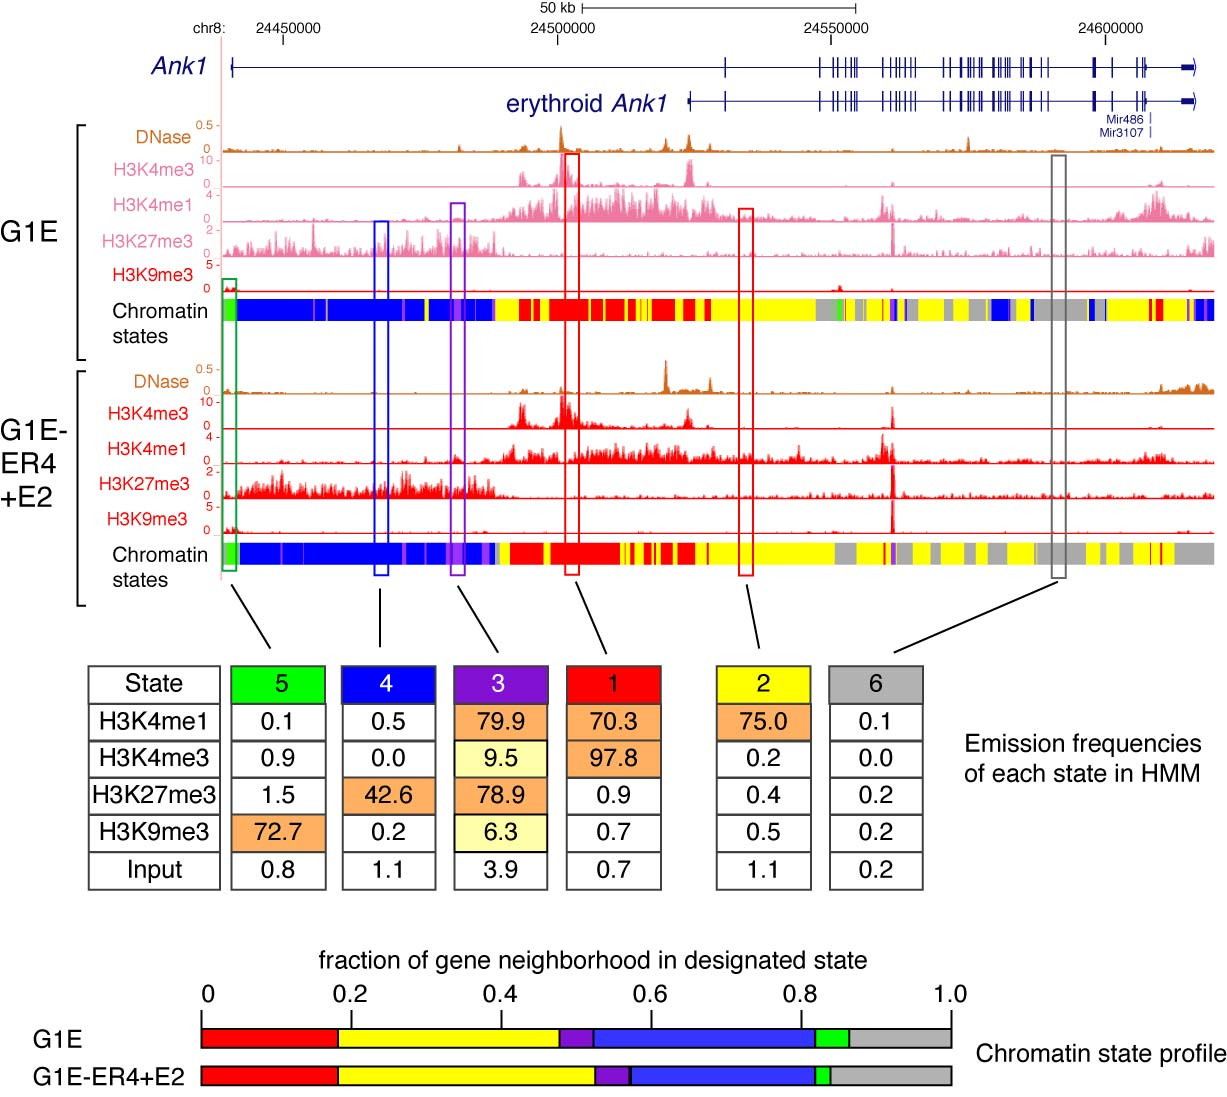 50 kb
chr8: 24450000 24500000 24550000 24600000
Ank1
erythroid Ank1
Mir486
Mir3107
G1E
DNase 0.5 0
H3K4me3 10 0
H3K4me1 4 0
H3K27me3 2 0
H3K9me3 5 0
Chromatin
states
G1E-
ER4
+E2
DNase 0.5 0
H3K4me3 10 0
H3K4me1 4 0
H3K27me3 2 0
H3K9me3 5 0
Chromatin
states
State 5 4 3 1 2 6
H3K4me1 0.1 0.5 79.9 70.3 75.0 0.1
H3K4me3 0.9 0.0 9.5 97.8 0.2 0.0
H3K27me3 1.5 42.6 78.9 0.9 0.4 0.2
H3K9me3 72.7 0.2 6.3 0.7 0.5 0.2
Input 0.8 1.1 3.9 0.7 1.1 0.2
Emission frequencies
of each state in HMM
fraction of gene neighborhood in designated state
0 0.2 0.4 0.6 0.8 1.0
G1E
G1E-ER4+E2
Chromatin state profile